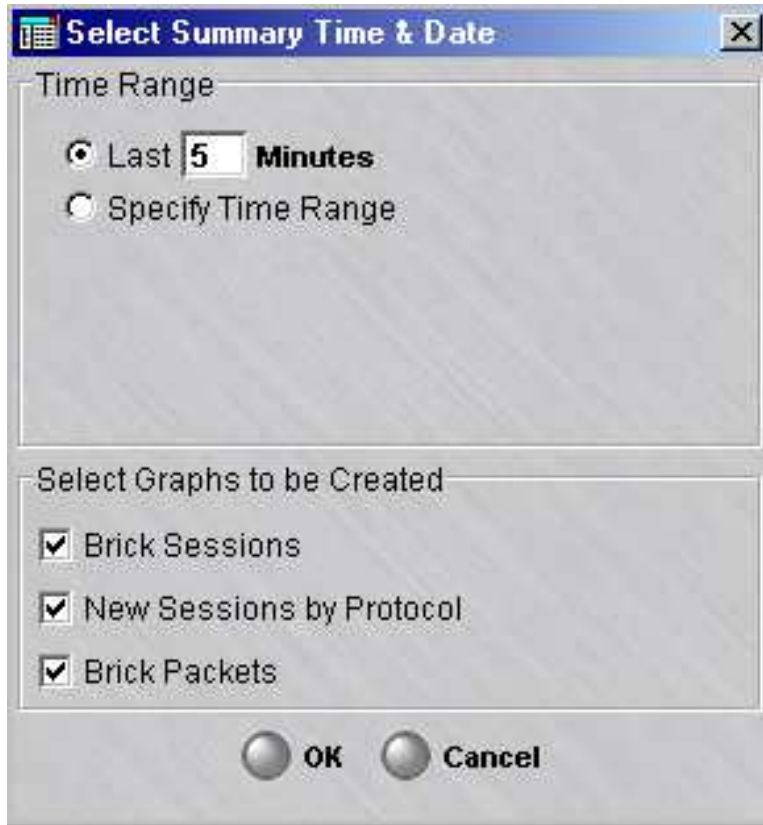 Select Summary Time & Date
Time Range
Last 5 Minutes
Specify Time Range
Select Graphs to be Created
Brick Sessions
New Sessions by Protocol
Brick Packets
OK Cancel